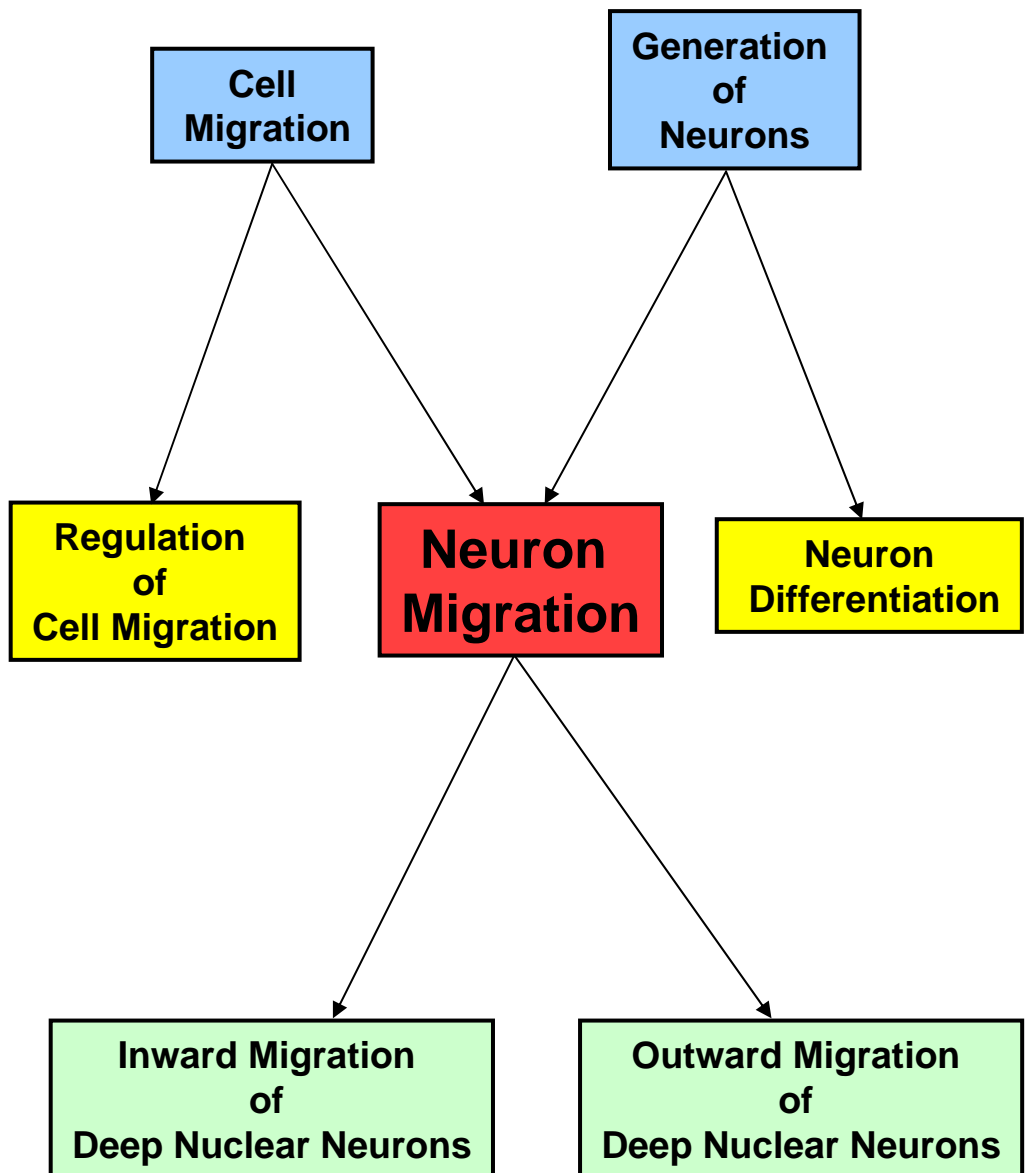 Cell
Migration
Generation
of
Neurons
Regulation
of
Cell Migration
Neuron
Migration
Neuron
Differentiation
Inward Migration
of
Deep Nuclear Neurons
Outward Migration
of
Deep Nuclear Neurons